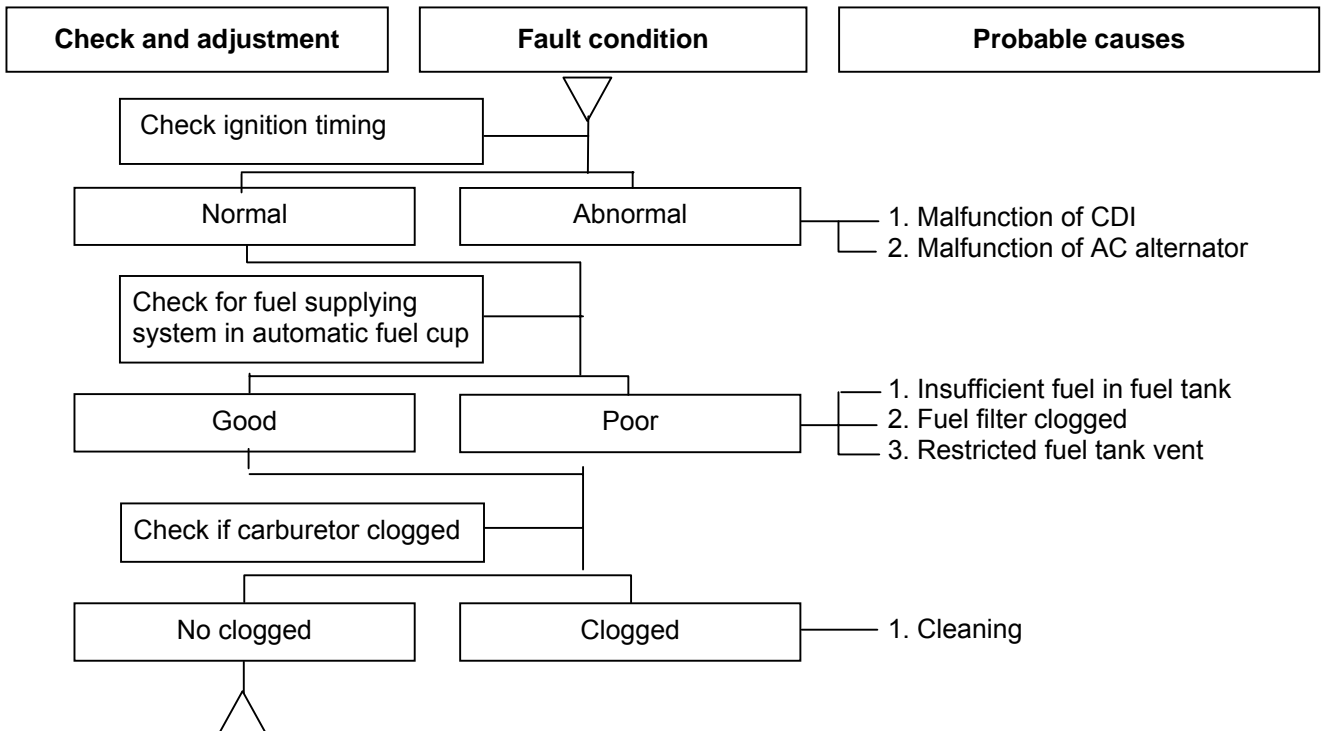 Check and adjustment
Fault condition
Probable causes
Check ignition timing
Normal
Abnormal
1. Malfunction of CDI
2. Malfunction of AC alternator
Check for fuel supplying
system in automatic fuel cup
Good
Poor
1. Insufficient fuel in fuel tank
2. Fuel filter clogged
3. Restricted fuel tank vent
Check if carburetor clogged
No clogged
Clogged
1. Cleaning